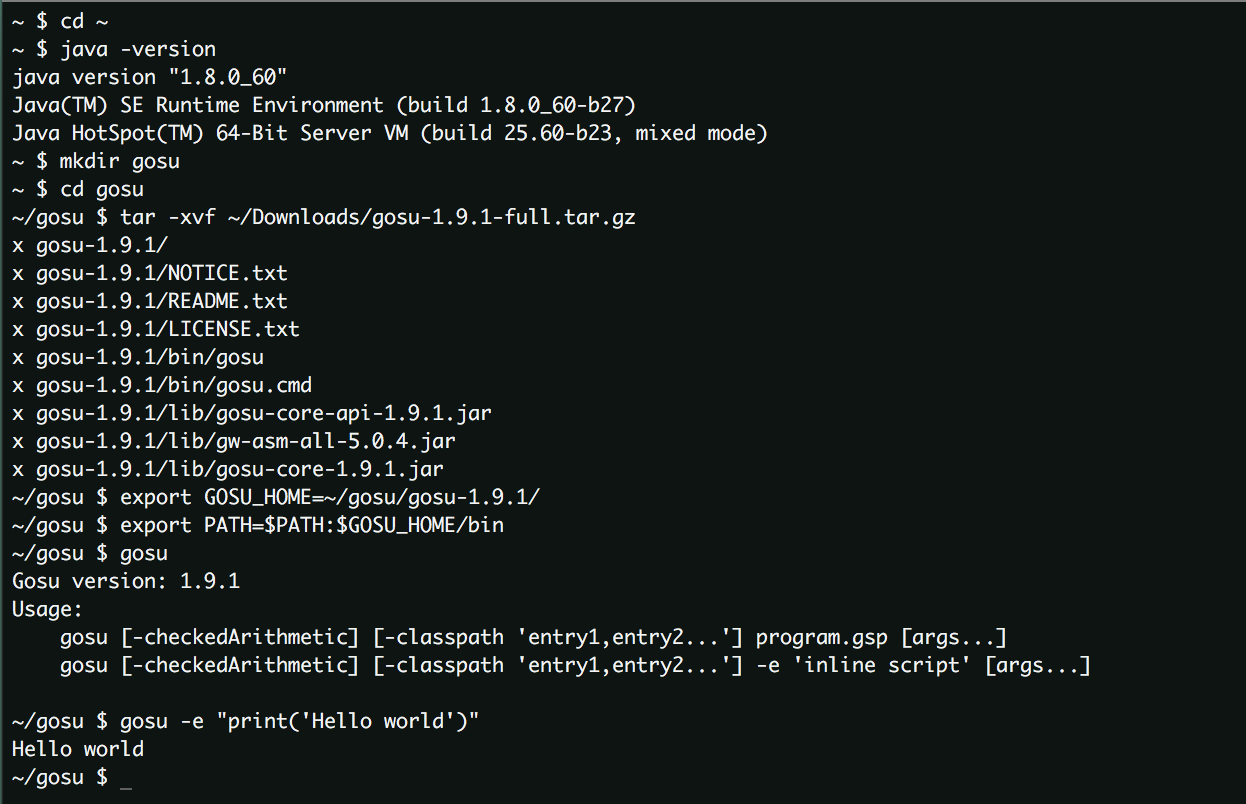 ~ $ cd ~
~ $ java -version
java version "1.8.0_60"
Java(TM) SE Runtime Environment (build 1.8.0_60-b27)
Java HotSpot(TM) 64-Bit Server VM (build 25.60-b23, mixed mode)
~ $ mkdir gosu
~ $ cd gosu
~/gosu $ tar -xvf ~/Downloads/gosu-1.9.1-full.tar.gz
x gosu-1.9.1/
x gosu-1.9.1/NOTICE.txt
x gosu-1.9.1/README.txt
x gosu-1.9.1/LICENSE.txt
x gosu-1.9.1/bin/gosu
x gosu-1.9.1/bin/gosu.cmd
x gosu-1.9.1/lib/gosu-core-api-1.9.1.jar
x gosu-1.9.1/lib/gw-asm-all-5.0.4.jar
x gosu-1.9.1/lib/gosu-core-1.9.1.jar
~/gosu $ export GOSU_HOME=~/gosu/gosu-1.9.1/
~/gosu $ export PATH=$PATH:$GOSU_HOME/bin
~/gosu $ gosu
Gosu version: 1.9.1
Usage:
    gosu [-checkedArithmetic] [-classpath 'entry1,entry2...'] program.gsp [args...]
    gosu [-checkedArithmetic] [-classpath 'entry1,entry2...'] -e 'inline script' [args...]

~/gosu $ gosu -e "print('Hello world')"
Hello world
~/gosu $ _